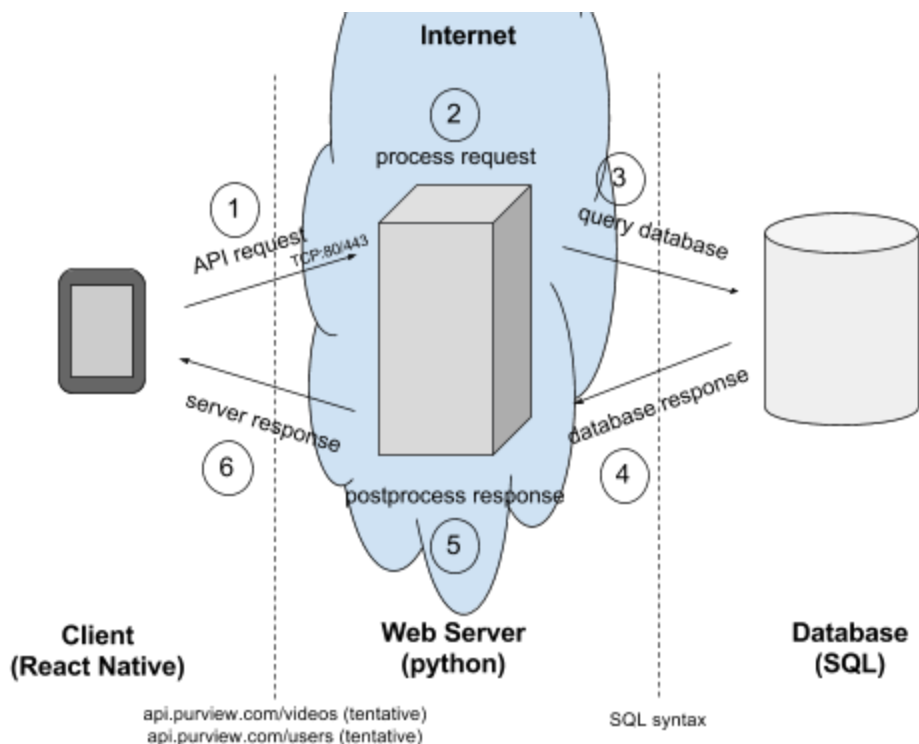 Internet
2
process request
3
query database
1
API request
TCP:80/443
server response
6
database response
4
postprocess response
5
Client
(React Native)
Web Server
(python)
Database
(SQL)
api.purview.com/videos (tentative)
api.purview.com/users (tentative)
SQL syntax